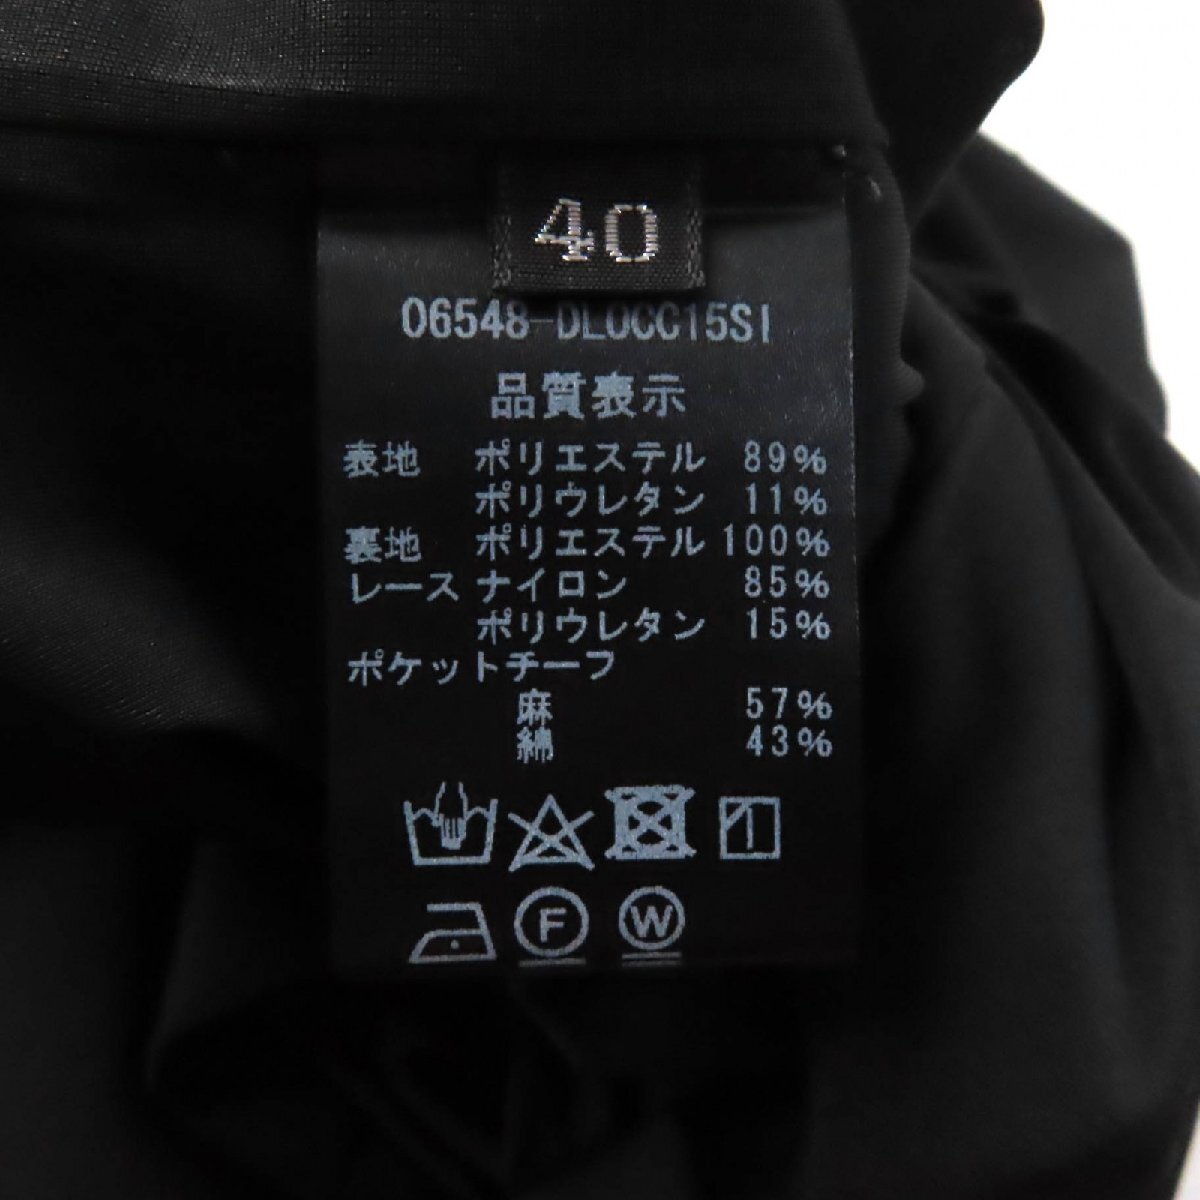 40
06548-DLOCC15SI
品質表示
表地 ポリエステル 89%
ポリウレタン 11%
裏地 ポリエステル 100%
レース ナイロン 85%
ポリウレタン 15%
ポケットチーフ
麻 57%
綿 43%
F W